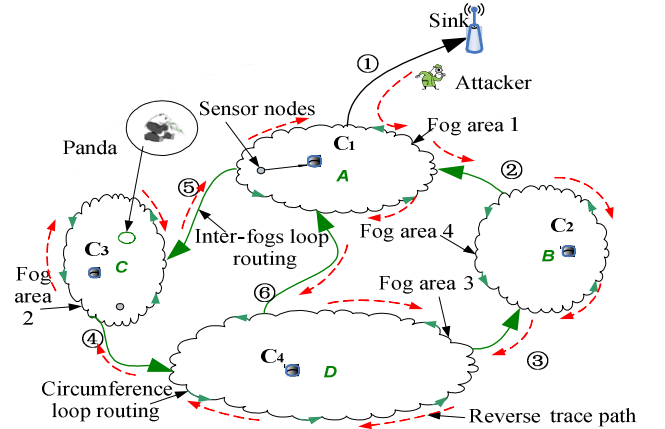 Sink
①
Attacker
Sensor nodes
Fog area 1
Panda
C1
A
②
⑤
Fog area 4
C2
B
C3
C
Inter-fogs loop
routing
Fog
area
2
Fog area 3
⑥
④
③
C4
D
Circumference
loop routing
Reverse trace path